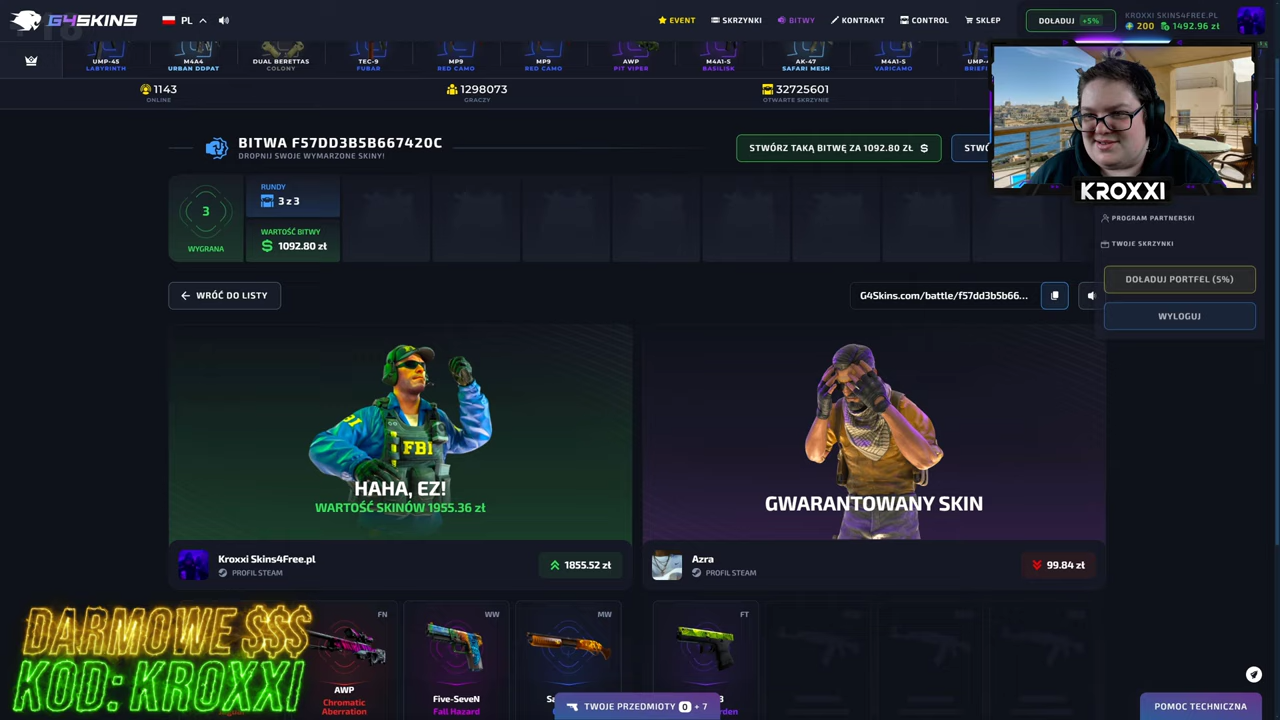 G4SKINS
PL
EVENT
SKRZYNKI
BITWY
KONTRAKT
CONTROL
SKLEP
DOŁADUJ +5%
KROXXI SKINS4FREE.PL
200 1492.96 zł
UMP-45
LABYRINTH
M4A4
URBAN DDPAT
DUAL BERETTAS
COLONY
TEC-9
FUBAR
MP9
RED CAMO
MP9
RED CAMO
AWP
PIT VIPER
M4A1-S
BASILISK
AK-47
SAFARI MESH
M4A1-S
VARICAMO
1143
ONLINE
1298073
GRACZY
32725601
OTWARTE SKRZYNIE
BITWA F57DD3B5B667420C
DROPNIJ SWOJE WYMARZONE SKINY!
STWÓRZ TAKĄ BITWĘ ZA 1092.80 ZŁ $
KROXXI
3
WYGRANA
RUNDY
3 z 3
WARTOŚĆ BITWY
$ 1092.80 zł
PROGRAM PARTNERSKI
TWOJE SKRZYNKI
DOŁADUJ PORTFEL (5%)
WYLOGUJ
WRÓĆ DO LISTY
G4Skins.com/battle/f57dd3b5b66...
FBI
HAHA, EZ!
WARTOŚĆ SKINÓW 1955.36 zł
GWARANTOWANY SKIN
Kroxxi Skins4Free.pl
PROFIL STEAM
1855.52 zł
Azra
PROFIL STEAM
99.84 zł
DARMOWE $$$
KOD: KROXXI
FN
AWP
Chromatic
Aberration
WW
Five-SeveN
Fall Hazard
MW
FT
TWOJE PRZEDMIOTY 0 + 7
POMOC TECHNICZNA